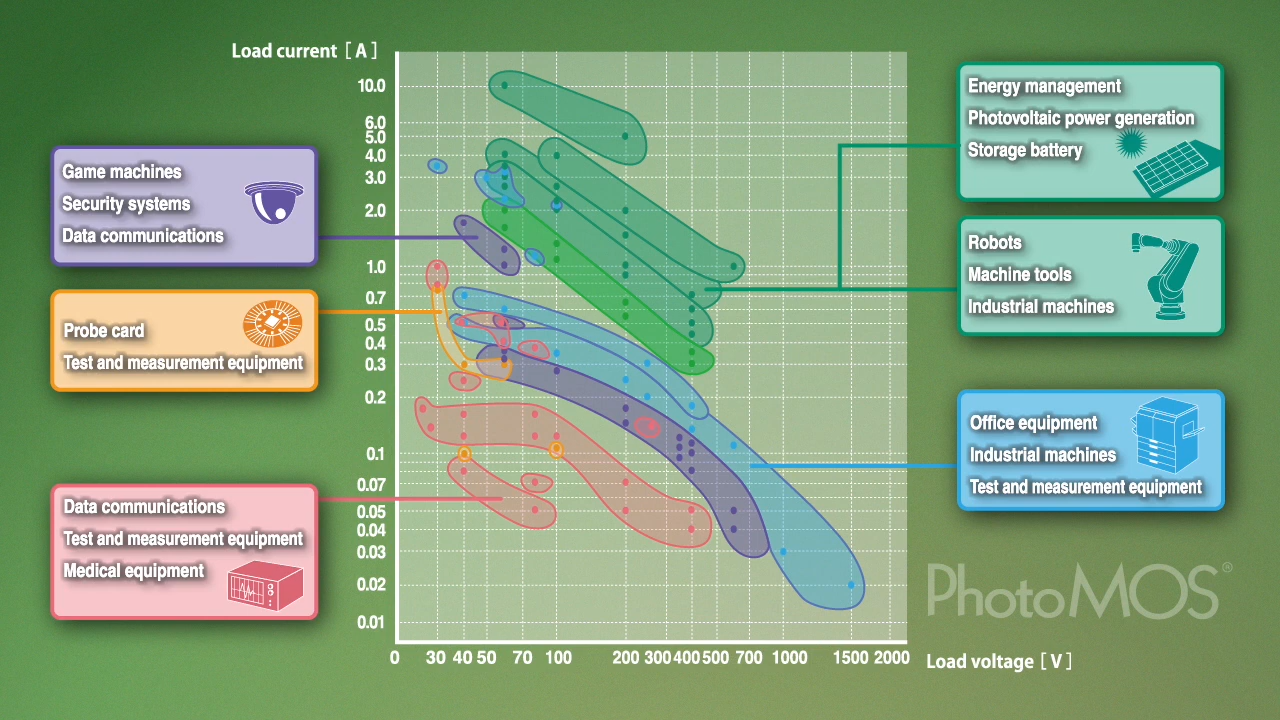 Load current [ A ]
10.0
6.0
5.0
4.0
3.0
2.0
1.0
0.7
0.5
0.4
0.3
0.2
0.1
0.07
0.05
0.04
0.03
0.02
0.01
0 30 40 50 70 100 200 300 400 500 700 1000 1500 2000
Load voltage [ V ]
Game machines
Security systems
Data communications
Probe card
Test and measurement equipment
Data communications
Test and measurement equipment
Medical equipment
Energy management
Photovoltaic power generation
Storage battery
Robots
Machine tools
Industrial machines
Office equipment
Industrial machines
Test and measurement equipment
PhotoMOS®